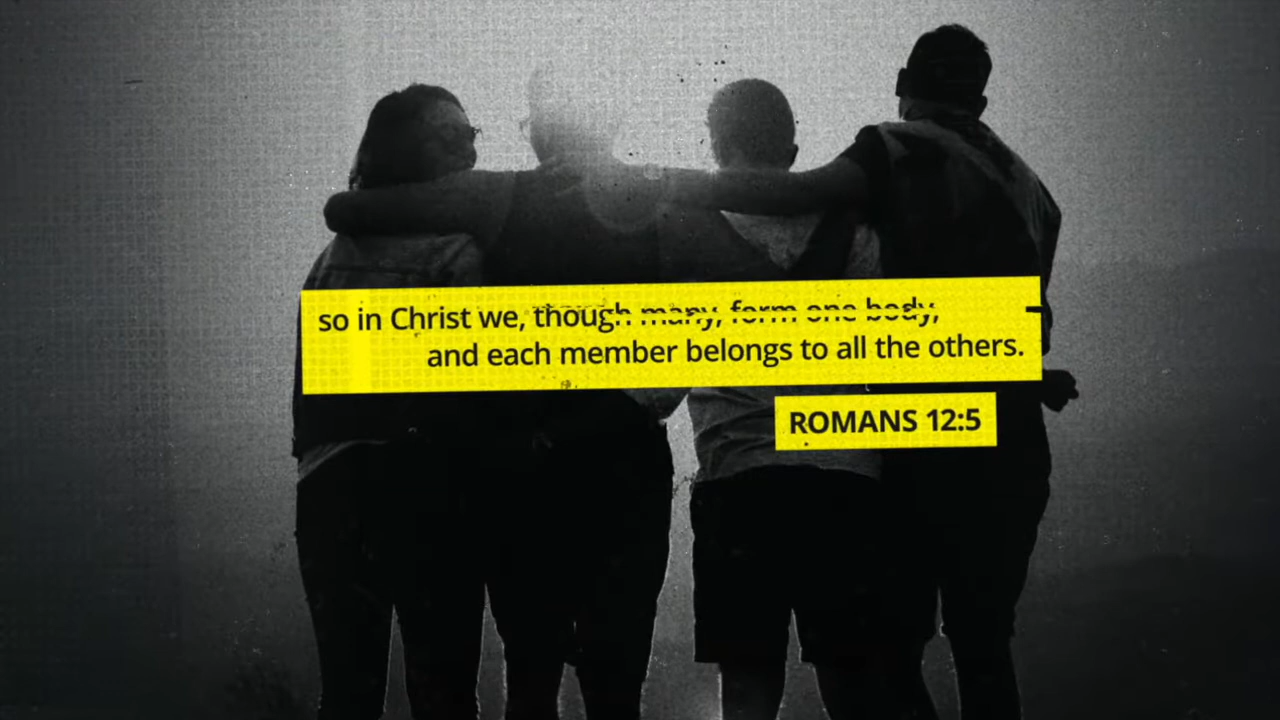 so in Christ we, though many, form one body,
and each member belongs to all the others.
ROMANS 12:5